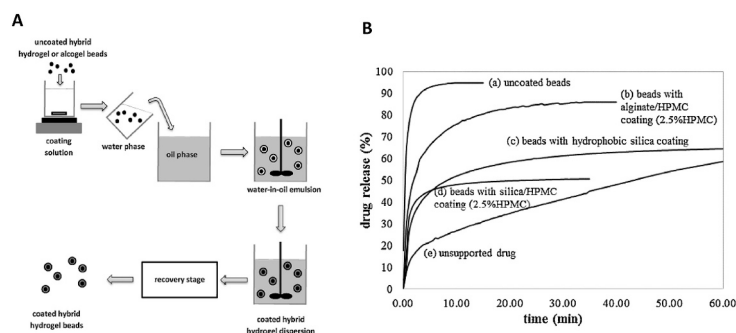 A
uncoated hybrid
hydrogel or alcogel beads
coating
solution
water phase
oil phase
water-in-oil emulsion
coated hybrid
hydrogel dispersion
recovery stage
coated hybrid
hydrogel beads
B
drug release (%)
100
90
80
70
60
50
40
30
20
10
0
(a) uncoated beads
(b) beads with
alginate/HPMC
coating (2.5%HPMC)
(c) beads with hydrophobic silica coating
(d) beads with silica/HPMC
coating (2.5%HPMC)
(e) unsupported drug
0.00 10.00 20.00 30.00 40.00 50.00 60.00
time (min)